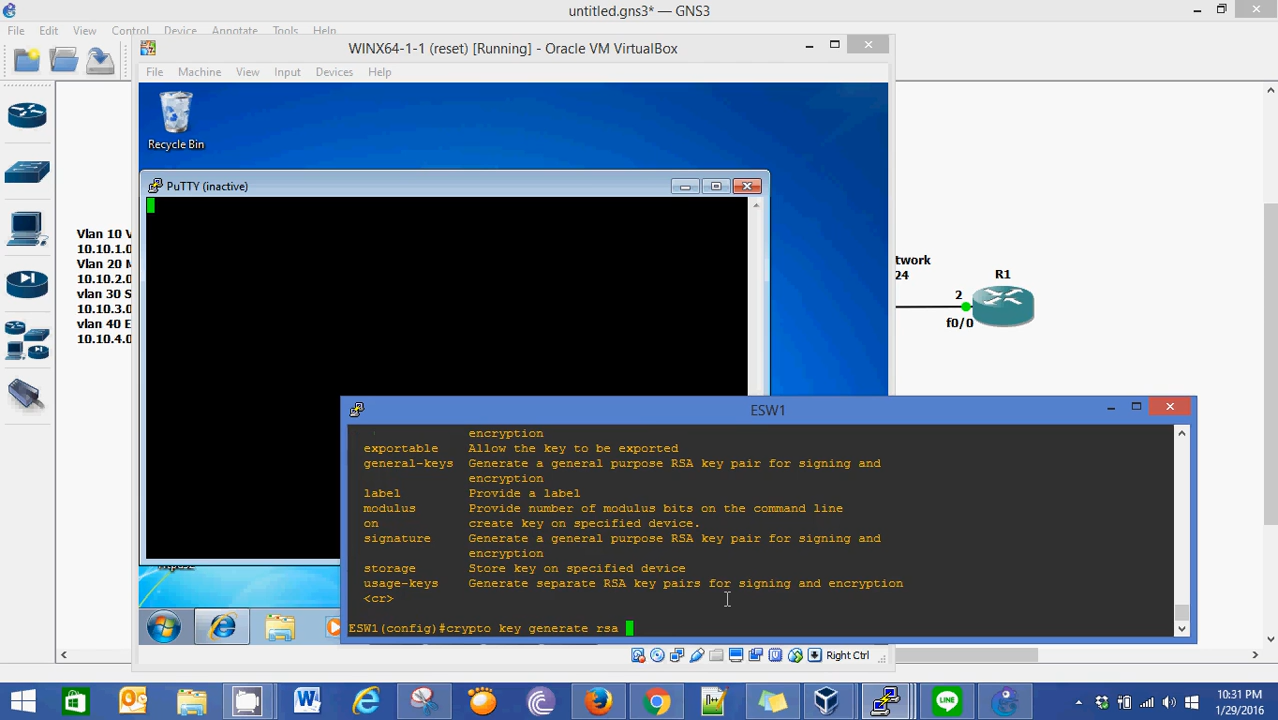 untitled.gns3* — GNS3
File Edit View Control Device Annotate Tools Help
WINX64-1-1 (reset) [Running] - Oracle VM VirtualBox
File Machine View Input Devices Help
Recycle Bin
PuTTY (inactive)
Vlan 10 V
10.10.1.0
Vlan 20 M
10.10.2.0
vlan 30 S
10.10.3.0
vlan 40 E
10.10.4.0
twork
24
R1
2
f0/0
ESW1
encryption
exportable Allow the key to be exported
general-keys Generate a general purpose RSA key pair for signing and
encryption
label Provide a label
modulus Provide number of modulus bits on the command line
on create key on specified device.
signature Generate a general purpose RSA key pair for signing and
encryption
storage Store key on specified device
usage-keys Generate separate RSA key pairs for signing and encryption
<cr>
ESW1(config)#crypto key generate rsa
Right Ctrl
10:31 PM
1/29/2016